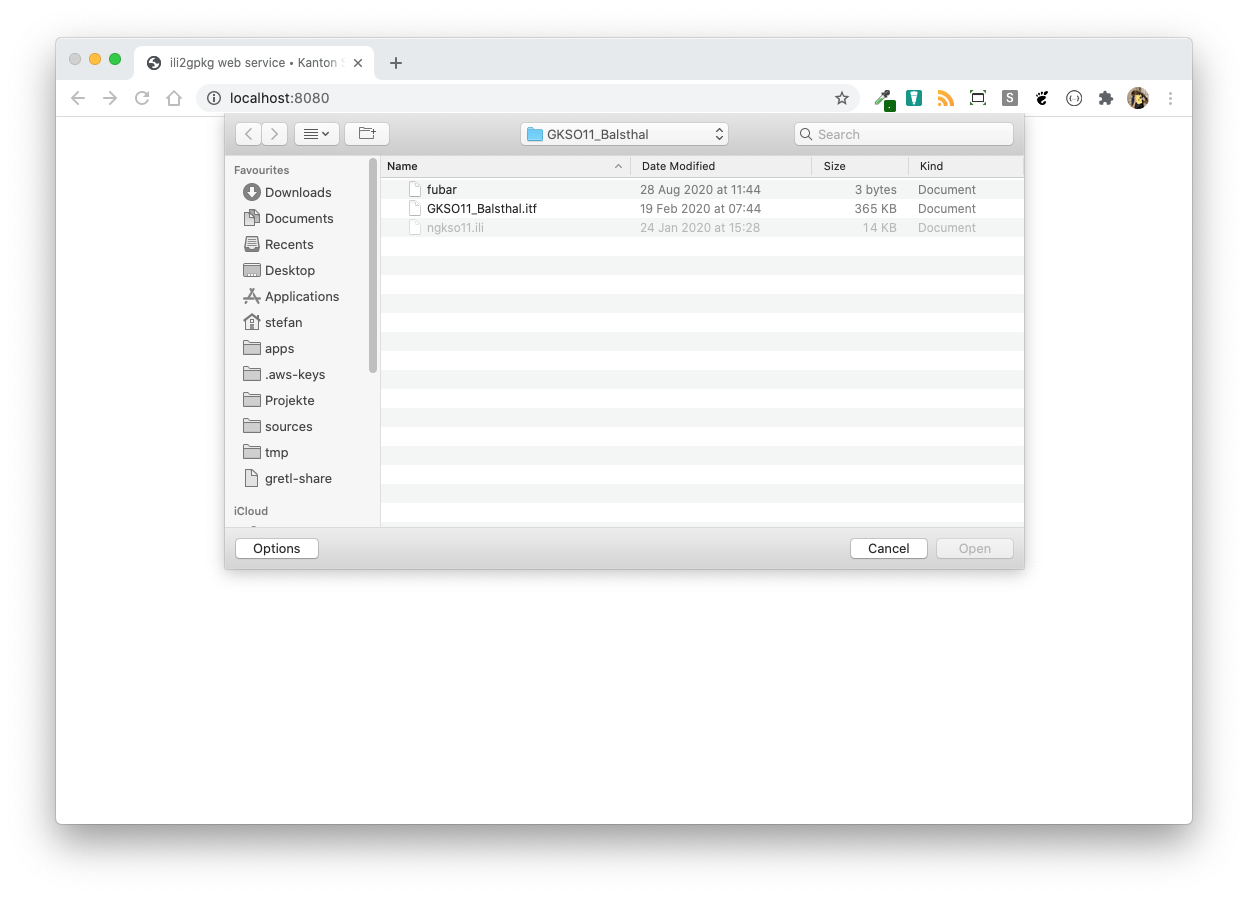 ili2gpkg web service • Kanton
localhost:8080
S
GKSO11_Balsthal
Search
Favourites
Downloads
Documents
Recents
Desktop
Applications
stefan
apps
.aws-keys
Projekte
sources
tmp
gretl-share
iCloud
Name Date Modified Size Kind
fubar 28 Aug 2020 at 11:44 3 bytes Document
GKSO11_Balsthal.itf 19 Feb 2020 at 07:44 365 KB Document
ngkso11.ili 24 Jan 2020 at 15:28 14 KB Document
Options
Cancel
Open